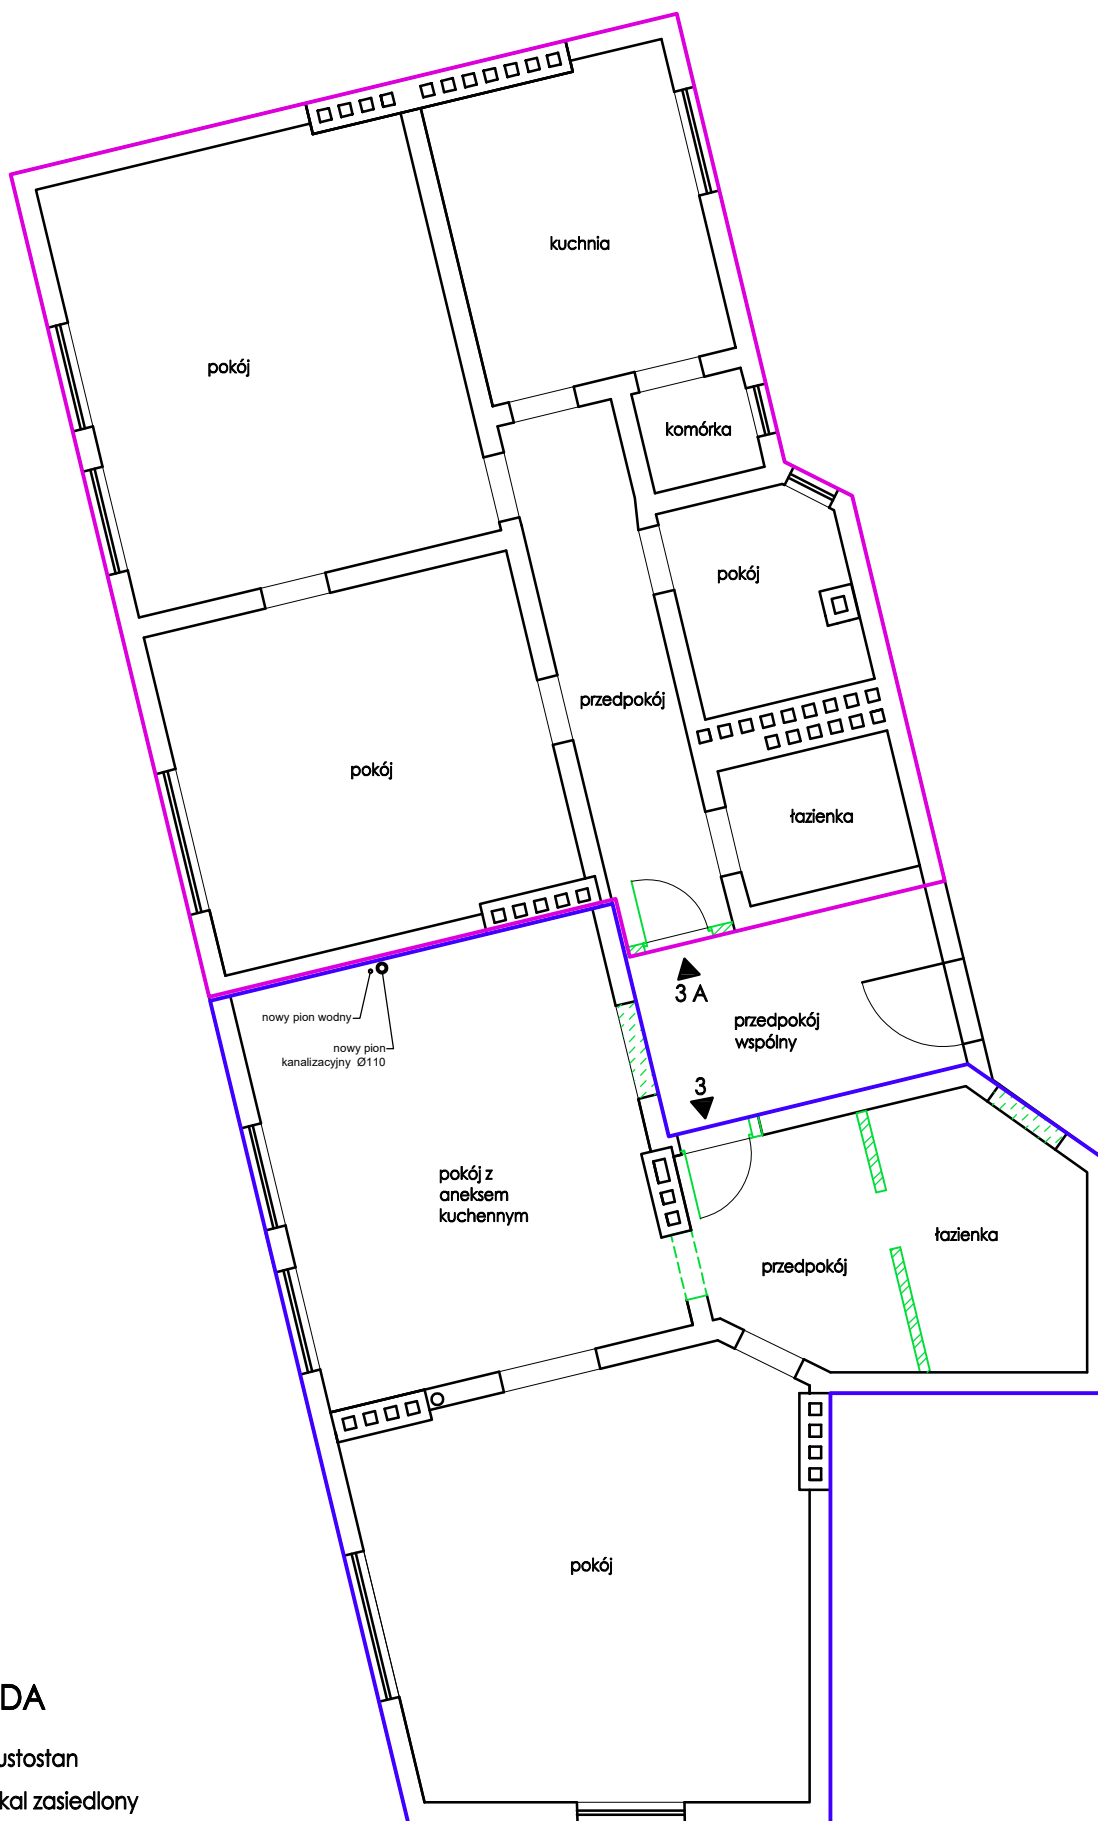 kuchnia
pokój
komórka
pokój
przedpokój
pokój
łazienka
3 A
nowy pion wodny
przedpokój
wspólny
nowy pion
kanalizacyjny Ø110
3
pokój z
aneksem
kuchennym
łazienka
przedpokój
pokój
DA
ustostan
kal zasiedlony